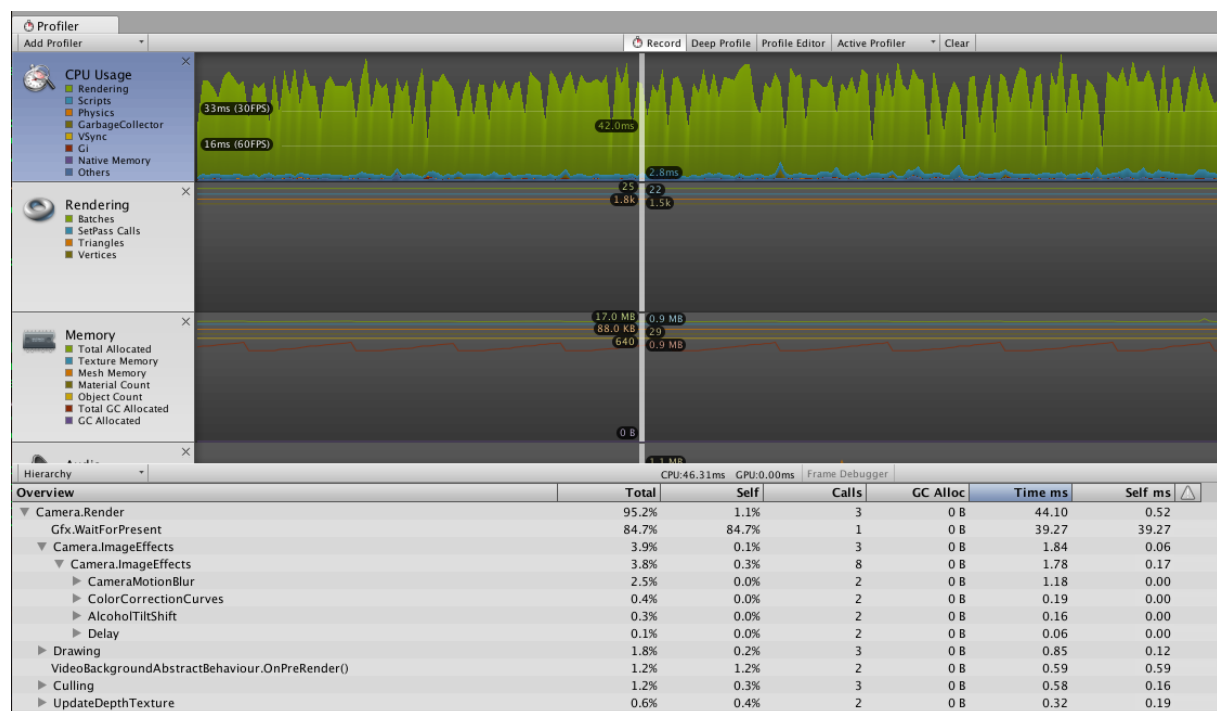 Profiler
Add Profiler Record Deep Profile Profile Editor Active Profiler Clear
CPU Usage
Rendering
Scripts
Physics
GarbageCollector
VSync
Gi
Native Memory
Others
33ms (30FPS)
16ms (60FPS)
42.0ms
2.8ms
Rendering
Batches
SetPass Calls
Triangles
Vertices
25 22
1.8k 1.5k
Memory
Total Allocated
Texture Memory
Mesh Memory
Material Count
Object Count
Total GC Allocated
GC Allocated
17.0 MB 0.9 MB
88.0 KB 29
640 0.9 MB
0 B
Hierarchy CPU:46.31ms GPU:0.00ms Frame Debugger
Overview Total Self Calls GC Alloc Time ms Self ms
Camera.Render 95.2% 1.1% 3 0 B 44.10 0.52
Gfx.WaitForPresent 84.7% 84.7% 1 0 B 39.27 39.27
Camera.ImageEffects 3.9% 0.1% 3 0 B 1.84 0.06
Camera.ImageEffects 3.8% 0.3% 8 0 B 1.78 0.17
CameraMotionBlur 2.5% 0.0% 2 0 B 1.18 0.00
ColorCorrectionCurves 0.4% 0.0% 2 0 B 0.19 0.00
AlcoholTiltShift 0.3% 0.0% 2 0 B 0.16 0.00
Delay 0.1% 0.0% 2 0 B 0.06 0.00
Drawing 1.8% 0.2% 3 0 B 0.85 0.12
VideoBackgroundAbstractBehaviour.OnPreRender() 1.2% 1.2% 2 0 B 0.59 0.59
Culling 1.2% 0.3% 3 0 B 0.58 0.16
UpdateDepthTexture 0.6% 0.4% 2 0 B 0.32 0.19